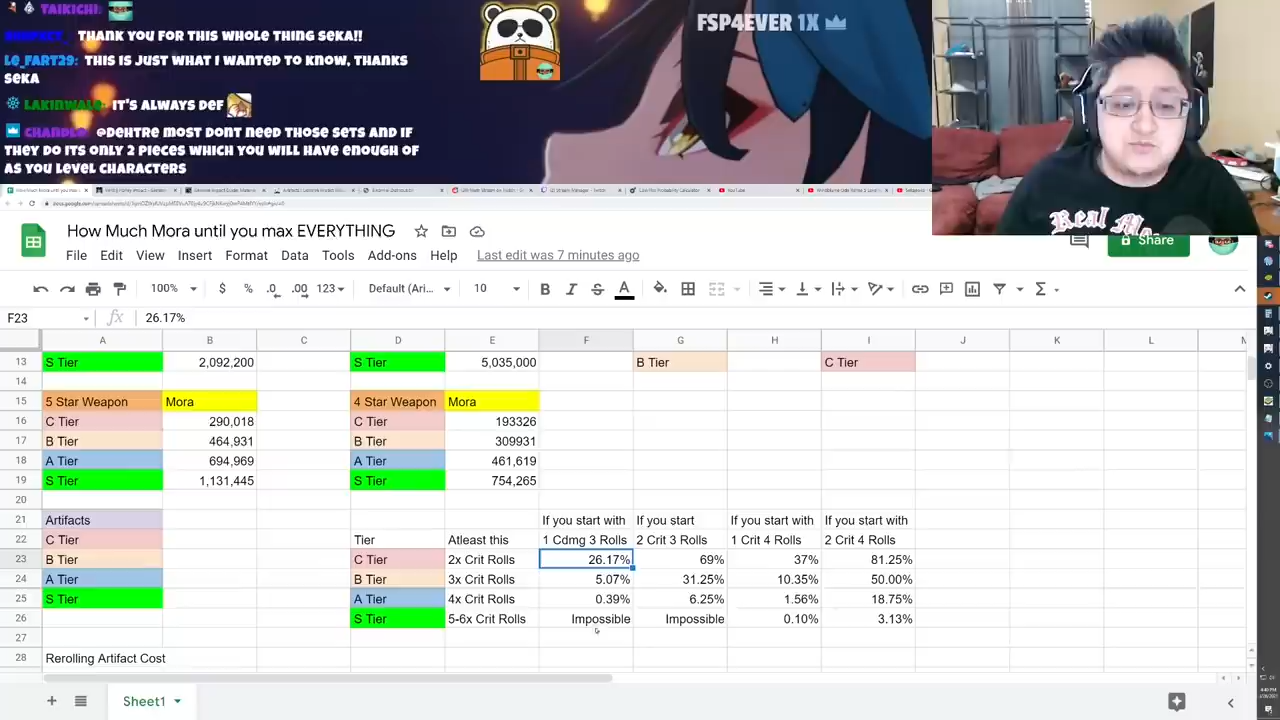 TAIKICHI:
THANK YOU FOR THIS WHOLE THING SEKA!!
LE_FART29: THIS IS JUST WHAT I WANTED TO KNOW, THANKS
SEKA
LAKINWALE: IT'S ALWAYS DEF
@DEHTRE MOST DONT NEED THOSE SETS AND IF
THEY DO ITS ONLY 2 PIECES WHICH YOU WILL HAVE ENOUGH OF
AS YOU LEVEL CHARACTERS
FSP4EVER 1X
How Much Mora until you max EVERYTHING
Share
File Edit View Insert Format Data Tools Add-ons Help Last edit was 7 minutes ago
100% $ % .0 .00 123 Default (Ari... 10 B I S A
F23 fx 26.17%
A B C D E F G H I J K L M
13 S Tier 2,092,200 S Tier 5,035,000 B Tier C Tier
14
15 5 Star Weapon Mora 4 Star Weapon Mora
16 C Tier 290,018 C Tier 193326
17 B Tier 464,931 B Tier 309931
18 A Tier 694,969 A Tier 461,619
19 S Tier 1,131,445 S Tier 754,265
20
21 Artifacts If you start with If you start If you start with If you start with
22 C Tier Tier Atleast this 1 Cdmg 3 Rolls 2 Crit 3 Rolls 1 Crit 4 Rolls 2 Crit 4 Rolls
23 B Tier C Tier 2x Crit Rolls 26.17% 69% 37% 81.25%
24 A Tier B Tier 3x Crit Rolls 5.07% 31.25% 10.35% 50.00%
25 S Tier A Tier 4x Crit Rolls 0.39% 6.25% 1.56% 18.75%
26 S Tier 5-6x Crit Rolls Impossible Impossible 0.10% 3.13%
27
28 Rerolling Artifact Cost
Sheet1